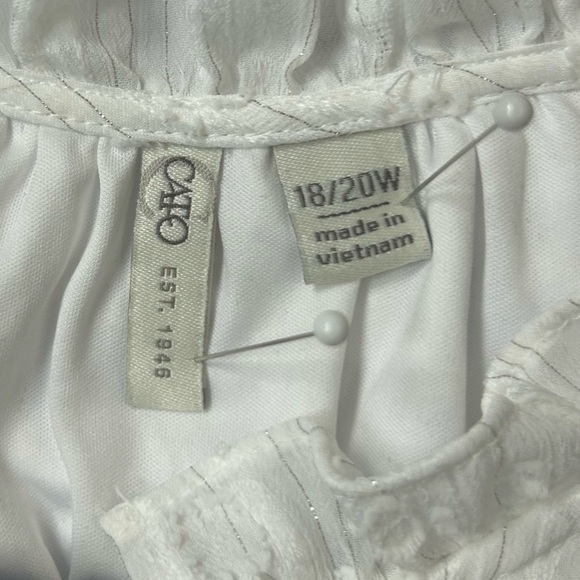 CATO
EST. 1946
18/20W
made in
vietnam